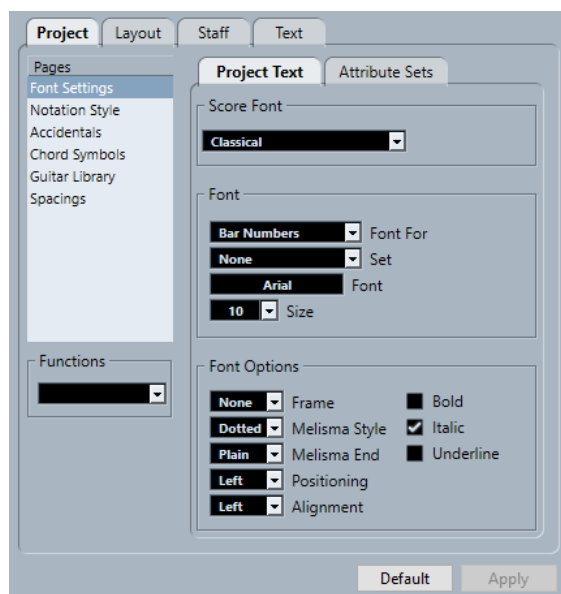 Project Layout Staff Text
Pages
Font Settings
Notation Style
Accidentals
Chord Symbols
Guitar Library
Spacings
Functions
Project Text Attribute Sets
Score Font
Classical
Font
Bar Numbers Font For
None Set
Arial Font
10 Size
Font Options
None Frame Bold
Dotted Melisma Style Italic
Plain Melisma End Underline
Left Positioning
Left Alignment
Default Apply